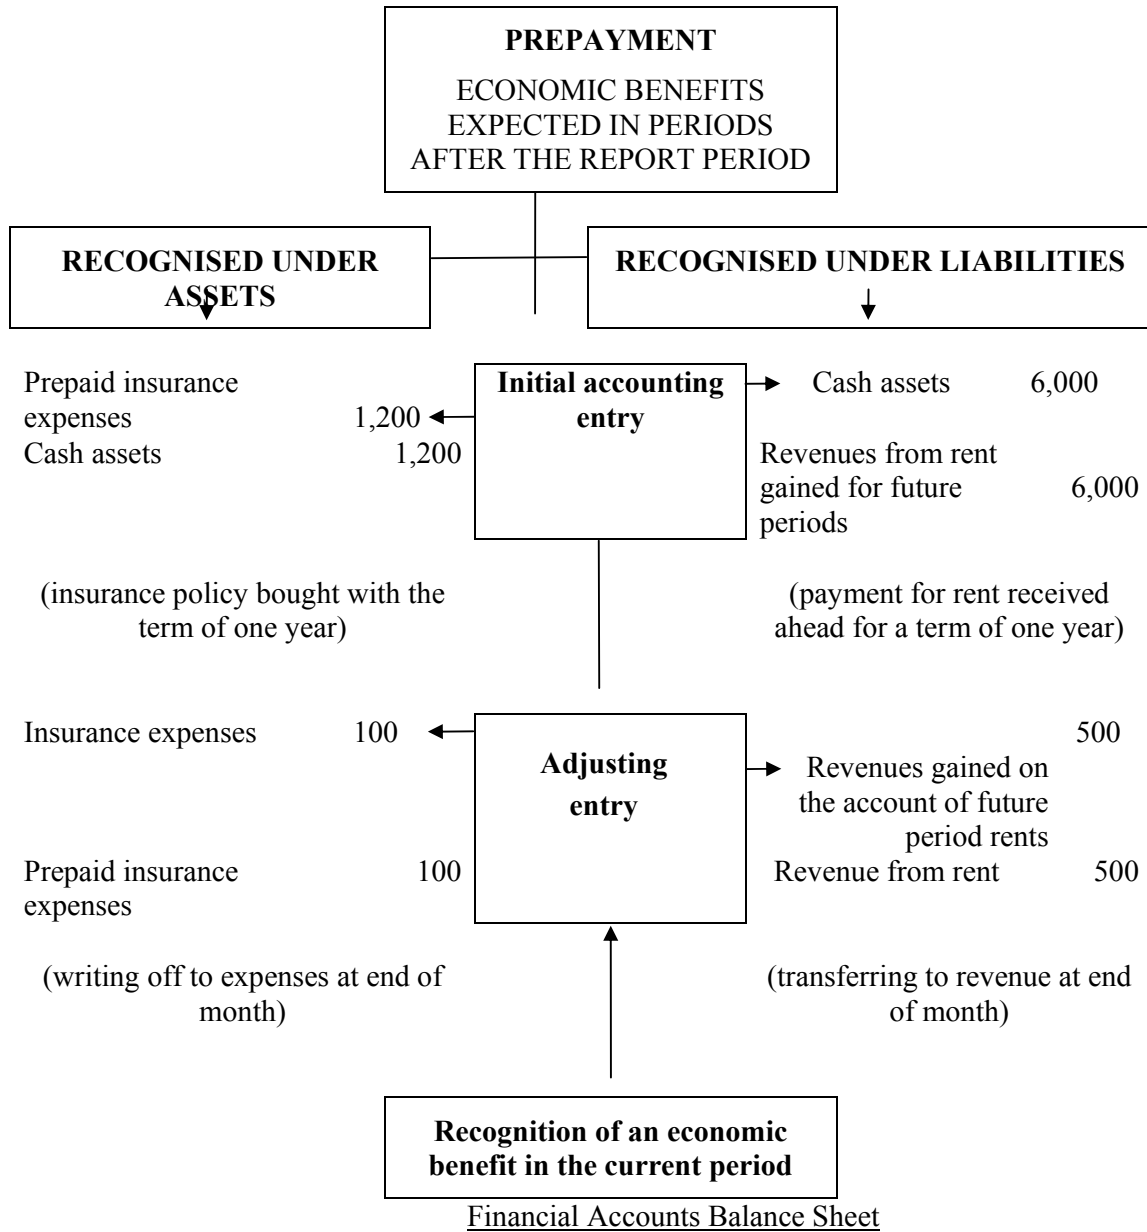 PREPAYMENT
ECONOMIC BENEFITS
EXPECTED IN PERIODS
AFTER THE REPORT PERIOD
RECOGNISED UNDER
ASSETS
RECOGNISED UNDER LIABILITIES
Prepaid insurance
expenses 1,200
Cash assets 1,200
Initial accounting
entry
Cash assets 6,000
Revenues from rent
gained for future 6,000
periods
(insurance policy bought with the
term of one year)
(payment for rent received
ahead for a term of one year)
Insurance expenses 100
Adjusting
entry
500
Revenues gained on
the account of future
period rents
Prepaid insurance 100
expenses
Revenue from rent 500
(writing off to expenses at end of
month)
(transferring to revenue at end
of month)
Recognition of an economic
benefit in the current period
Financial Accounts Balance Sheet